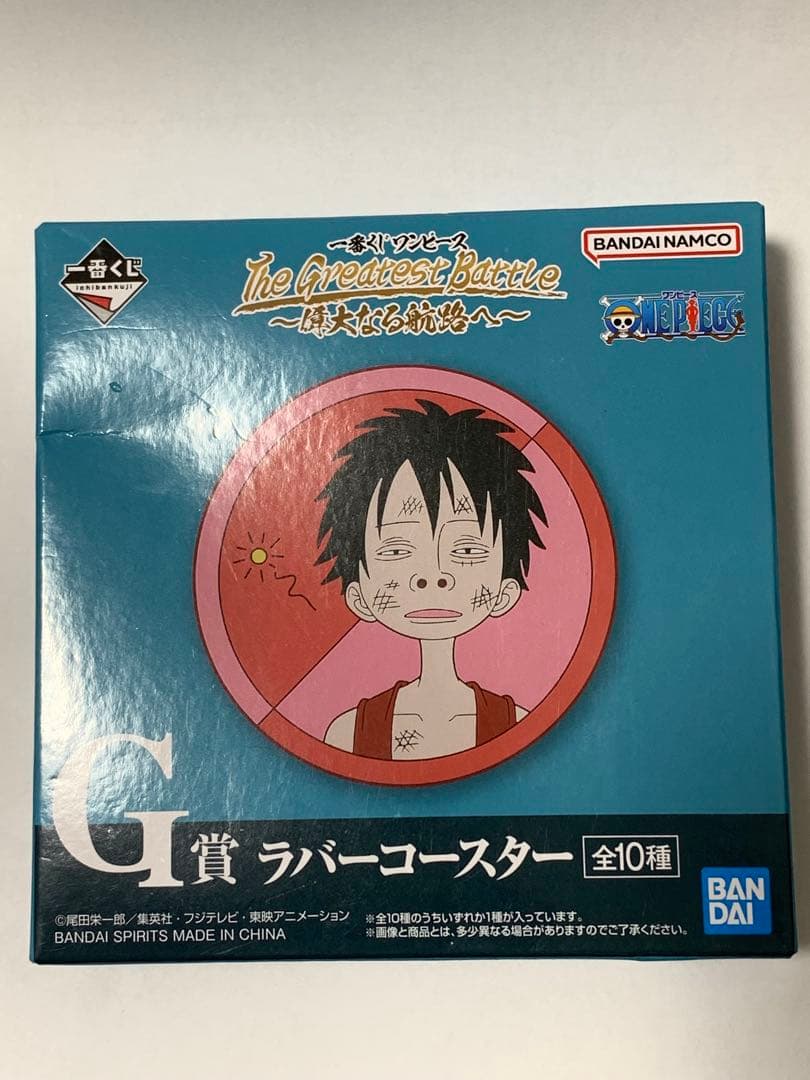 一番くじ
ichibankuji
一番くじ ワンピース
The Greatest Battle
～偉大なる航路へ～
BANDAI NAMCO
ワンピース
ONE PIECE
G賞 ラバーコースター 全10種
©尾田栄一郎／集英社・フジテレビ・東映アニメーション
BANDAI SPIRITS MADE IN CHINA
※全10種のうちいずれか1種が入っています。
※画像と商品とは、多少異なる場合がありますのでご了承ください。
BAN
DAI